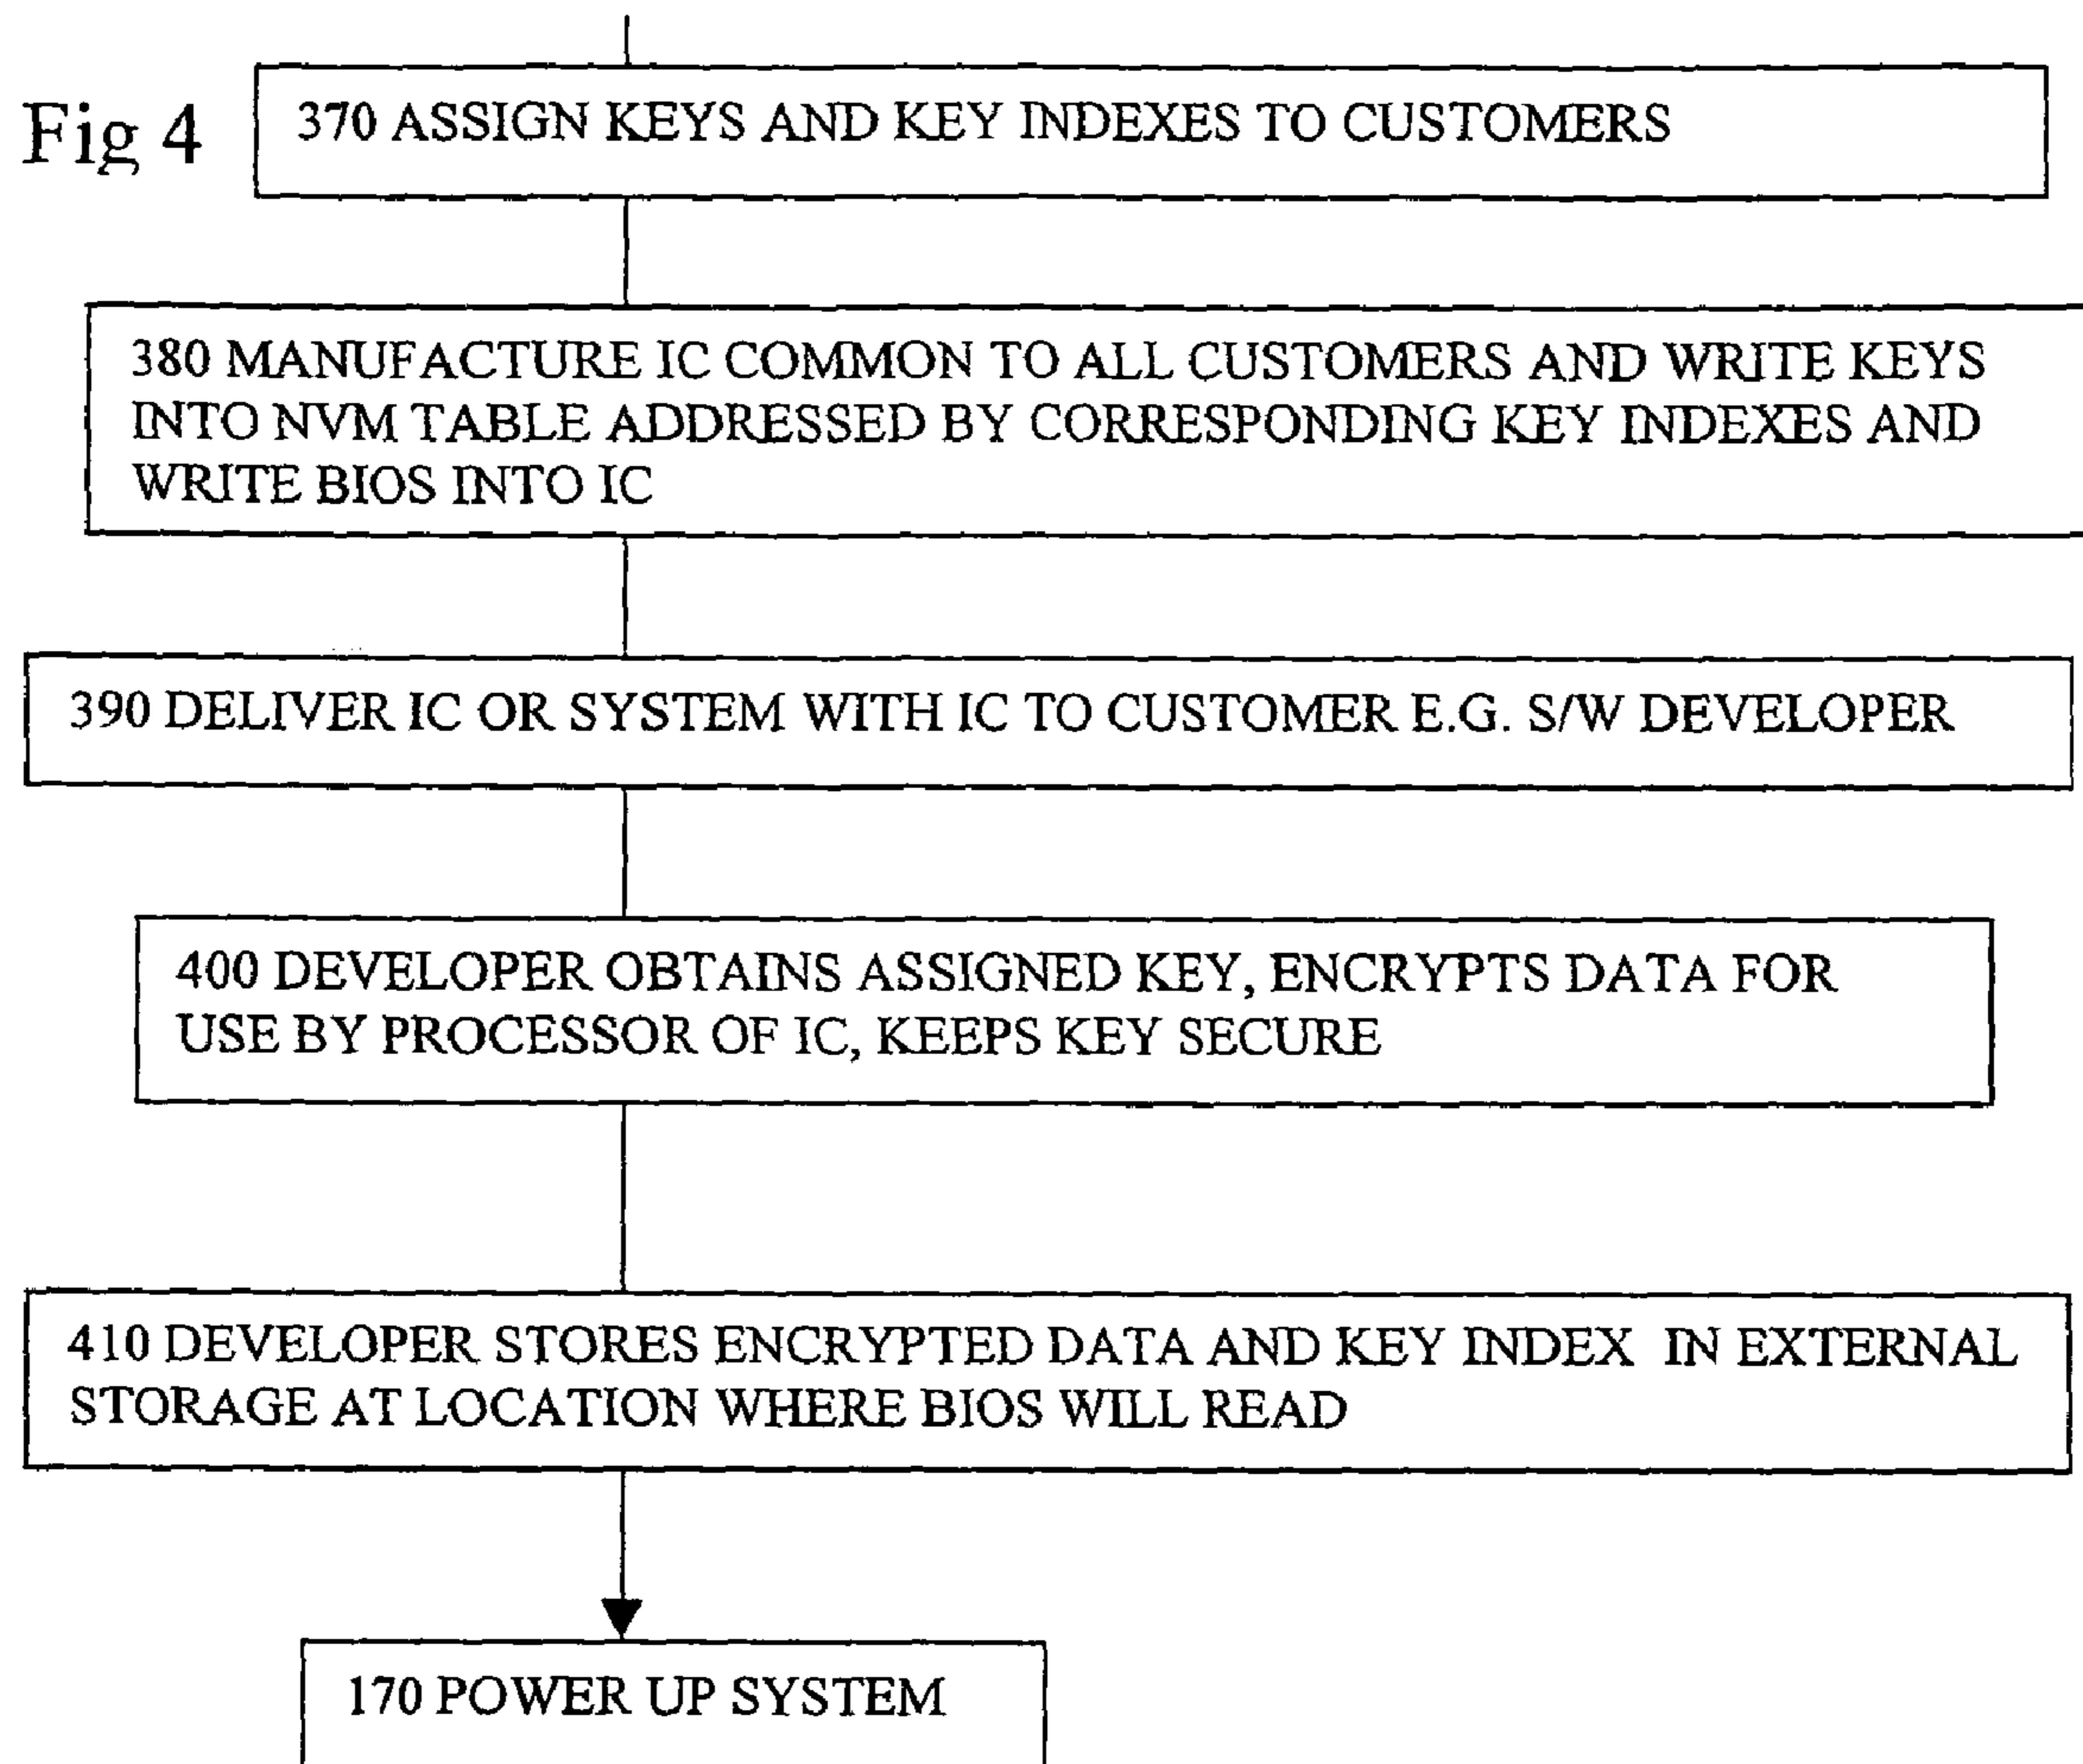 Fig 4
370 ASSIGN KEYS AND KEY INDEXES TO CUSTOMERS
380 MANUFACTURE IC COMMON TO ALL CUSTOMERS AND WRITE KEYS
INTO NVM TABLE ADDRESSED BY CORRESPONDING KEY INDEXES AND
WRITE BIOS INTO IC
390 DELIVER IC OR SYSTEM WITH IC TO CUSTOMER E.G. S/W DEVELOPER
400 DEVELOPER OBTAINS ASSIGNED KEY, ENCRYPTS DATA FOR
USE BY PROCESSOR OF IC, KEEPS KEY SECURE
410 DEVELOPER STORES ENCRYPTED DATA AND KEY INDEX IN EXTERNAL
STORAGE AT LOCATION WHERE BIOS WILL READ
170 POWER UP SYSTEM